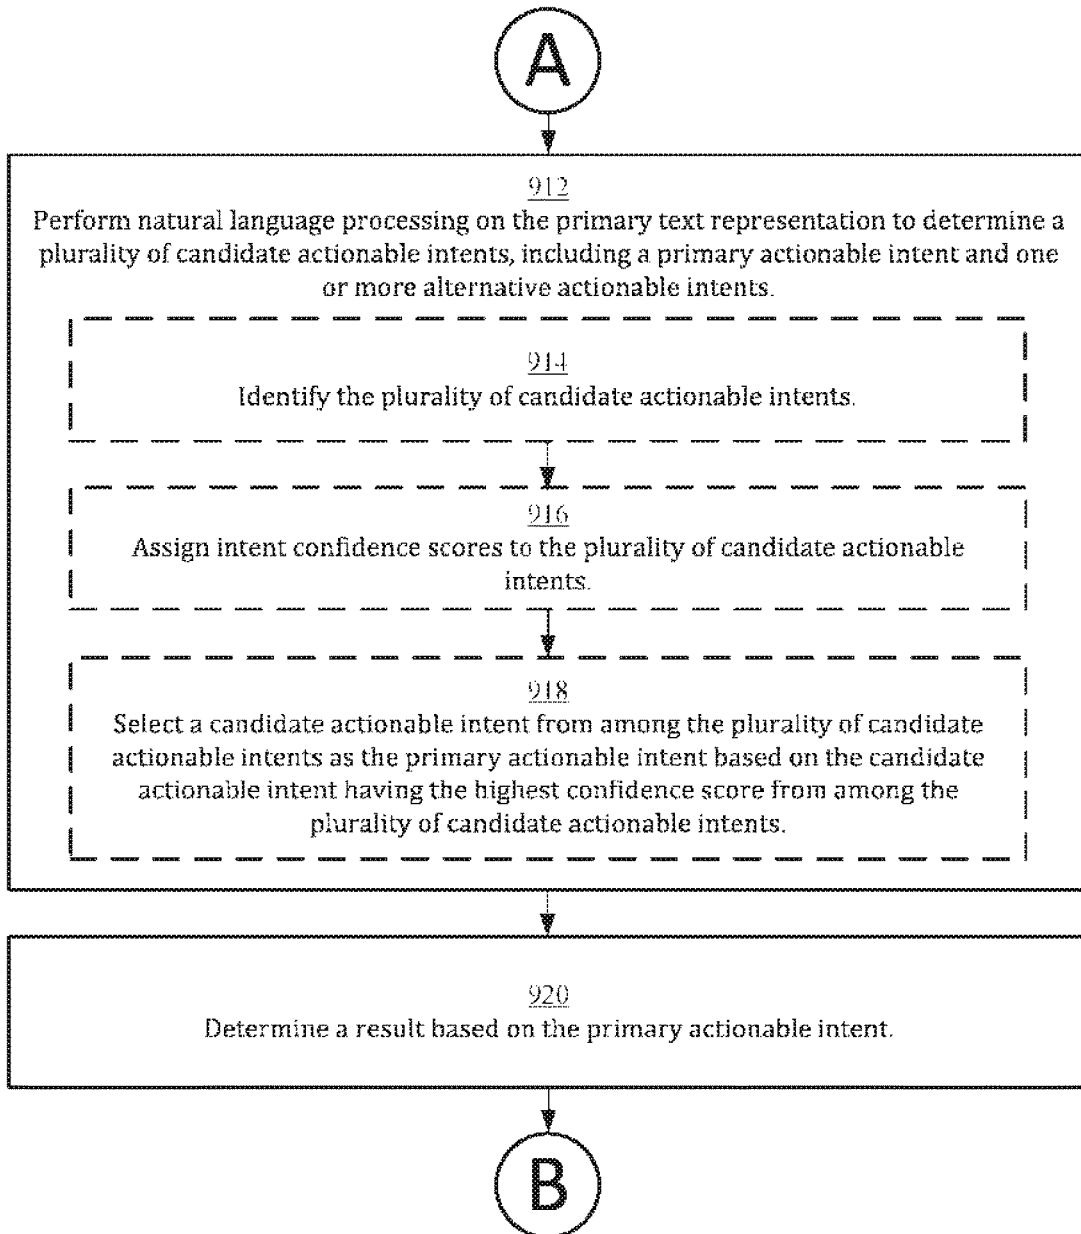 A
912
Perform natural language processing on the primary text representation to determine a
plurality of candidate actionable intents, including a primary actionable intent and one
or more alternative actionable intents.
914
Identify the plurality of candidate actionable intents.
916
Assign intent confidence scores to the plurality of candidate actionable
intents.
918
Select a candidate actionable intent from among the plurality of candidate
actionable intents as the primary actionable intent based on the candidate
actionable intent having the highest confidence score from among the
plurality of candidate actionable intents.
920
Determine a result based on the primary actionable intent.
B